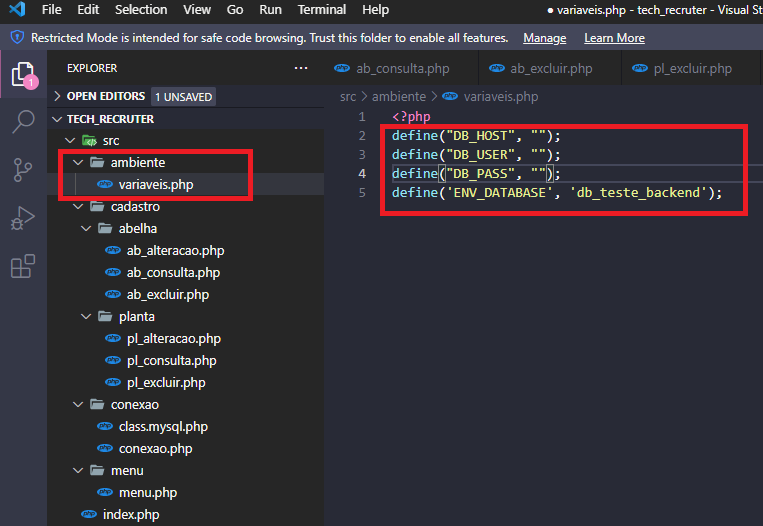 File Edit Selection View Go Run Terminal Help ● variaveis.php - tech_recruter - Visual St
Restricted Mode is intended for safe code browsing. Trust this folder to enable all features. Manage Learn More
1
EXPLORER ···
ab_consulta.php ab_excluir.php pl_excluir.php
OPEN EDITORS 1 UNSAVED
src > ambiente > variaveis.php
TECH_RECRUTER
src
ambiente
variaveis.php
cadastro
abelha
ab_alteracao.php
ab_consulta.php
ab_excluir.php
planta
pl_alteracao.php
pl_consulta.php
pl_excluir.php
conexao
class.mysql.php
conexao.php
menu
menu.php
index.php
1 <?php
2 define("DB_HOST", "");
3 define("DB_USER", "");
4 define("DB_PASS", "");
5 define('ENV_DATABASE', 'db_teste_backend');